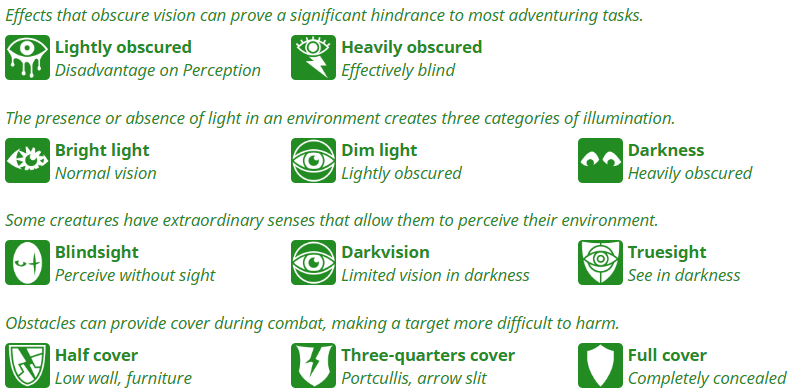 Effects that obscure vision can prove a significant hindrance to most adventuring tasks.
Lightly obscured
Disadvantage on Perception
Heavily obscured
Effectively blind
The presence or absence of light in an environment creates three categories of illumination.
Bright light
Normal vision
Dim light
Lightly obscured
Darkness
Heavily obscured
Some creatures have extraordinary senses that allow them to perceive their environment.
Blindsight
Perceive without sight
Darkvision
Limited vision in darkness
Truesight
See in darkness
Obstacles can provide cover during combat, making a target more difficult to harm.
Half cover
Low wall, furniture
Three-quarters cover
Portcullis, arrow slit
Full cover
Completely concealed